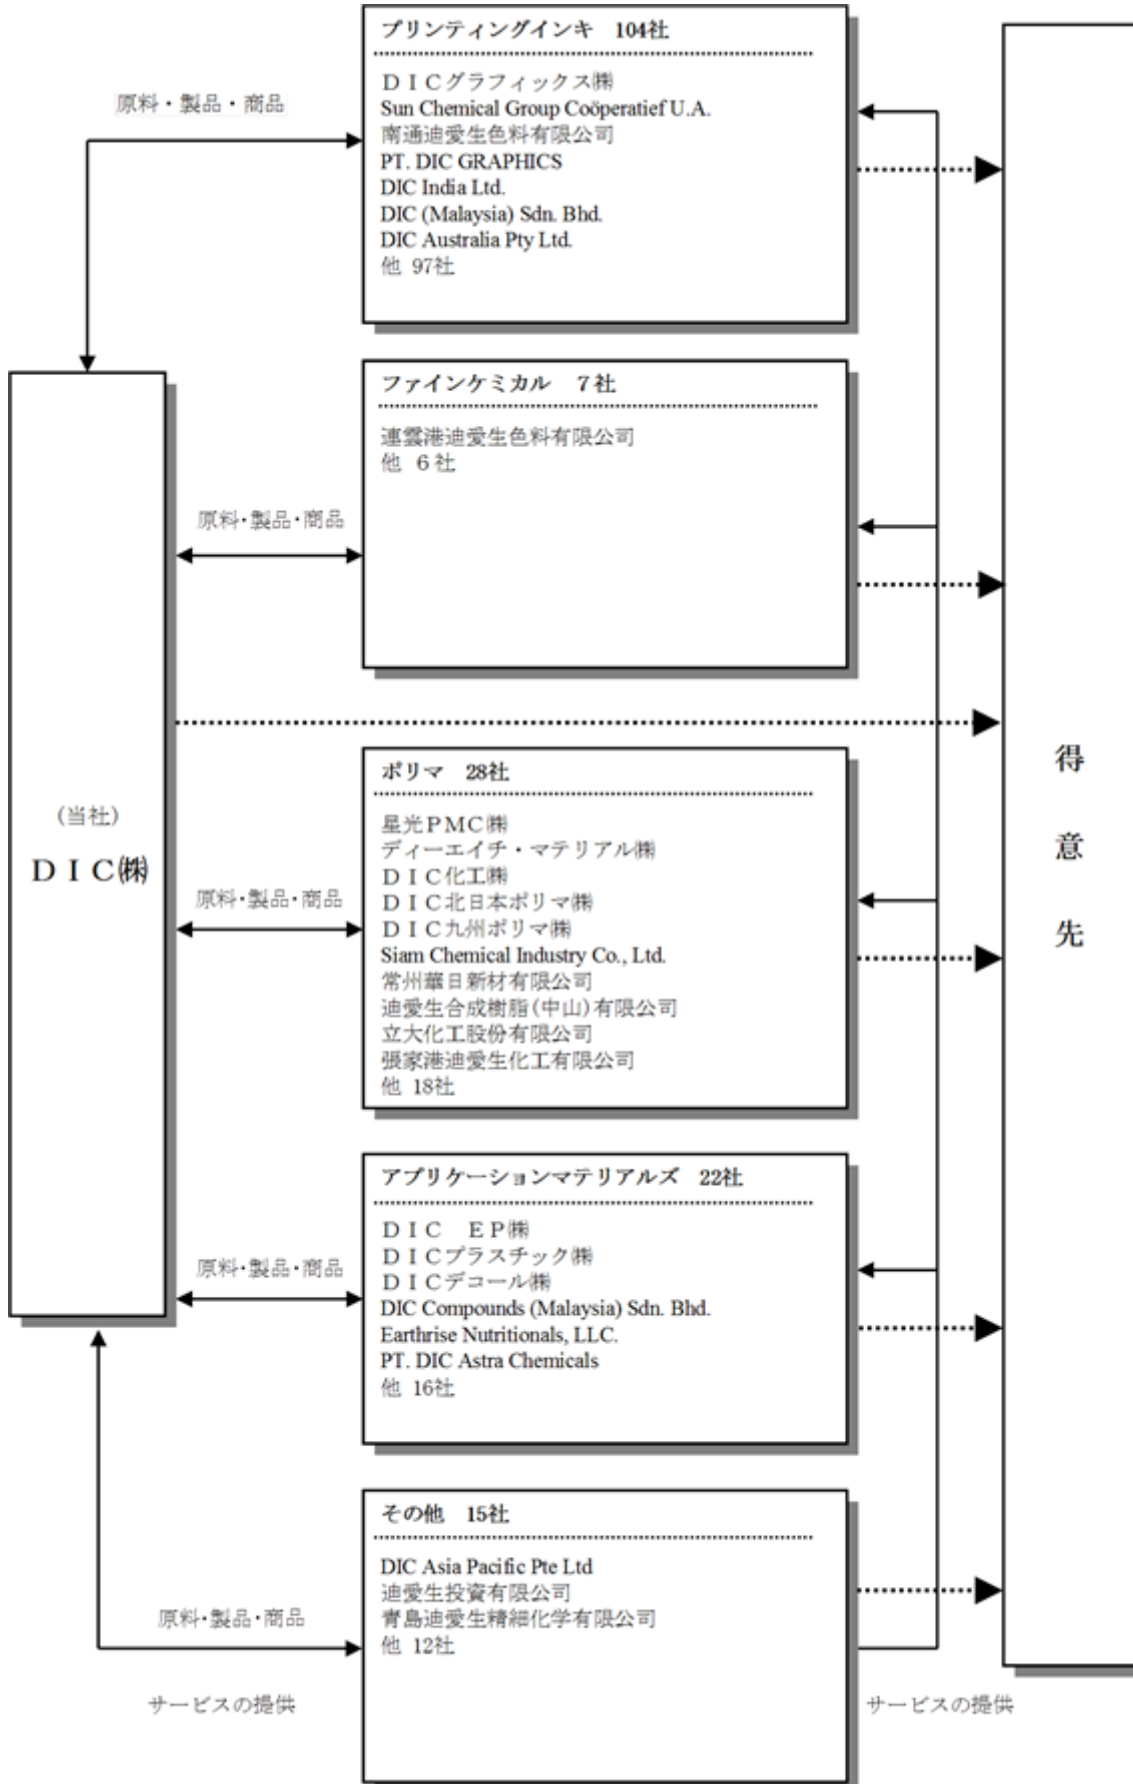 プリンティングインキ　104社
ＤＩＣグラフィックス㈱
Sun Chemical Group Coöperatief U.A.
南通迪愛生色料有限公司
PT. DIC GRAPHICS
DIC India Ltd.
DIC (Malaysia) Sdn. Bhd.
DIC Australia Pty Ltd.
他 97社
原料・製品・商品
ファインケミカル　７社
連雲港迪愛生色料有限公司
他 ６社
原料・製品・商品
(当社)
ＤＩＣ㈱
ポリマ　28社
星光ＰＭＣ㈱
ディーエイチ・マテリアル㈱
ＤＩＣ化工㈱
ＤＩＣ北日本ポリマ㈱
ＤＩＣ九州ポリマ㈱
Siam Chemical Industry Co., Ltd.
常州華日新材有限公司
迪愛生合成樹脂(中山)有限公司
立大化工股份有限公司
張家港迪愛生化工有限公司
他 18社
原料・製品・商品
得意先
アプリケーションマテリアルズ　22社
ＤＩＣ　ＥＰ㈱
ＤＩＣプラスチック㈱
ＤＩＣデコール㈱
DIC Compounds (Malaysia) Sdn. Bhd.
Earthrise Nutritionals, LLC.
PT. DIC Astra Chemicals
他 16社
原料・製品・商品
その他　15社
DIC Asia Pacific Pte Ltd
迪愛生投資有限公司
青島迪愛生精細化学有限公司
他 12社
原料・製品・商品
サービスの提供
サービスの提供